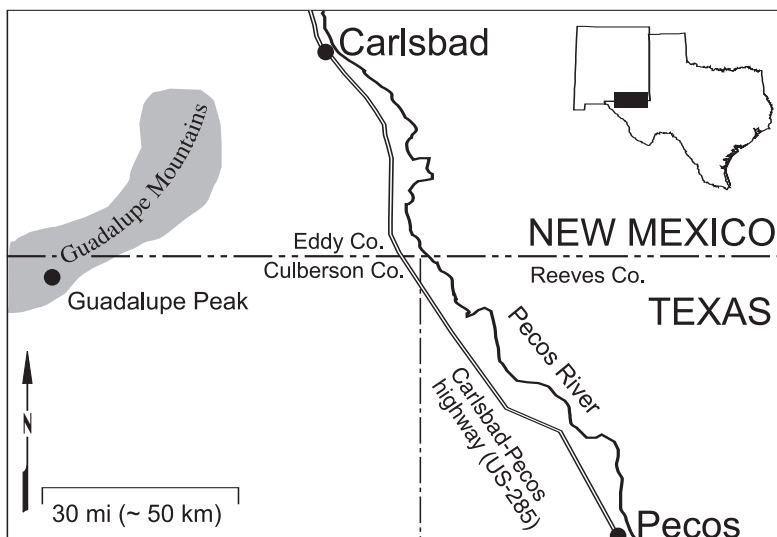 Carlsbad
Guadalupe Mountains
NEW MEXICO
Eddy Co.
Culberson Co.
Reeves Co.
Guadalupe Peak
TEXAS
Pecos River
Carlsbad-Pecos
highway (US-285)
N
30 mi (~ 50 km)
Pecos